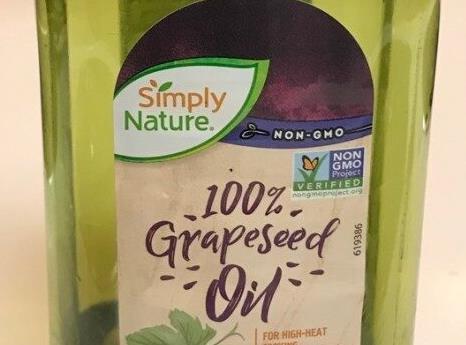 Simply
Nature®
NON-GMO
NON
GMO
Project
VERIFIED
nongmoproject.org
100%
Grapeseed
Oil
619386
FOR HIGH-HEAT